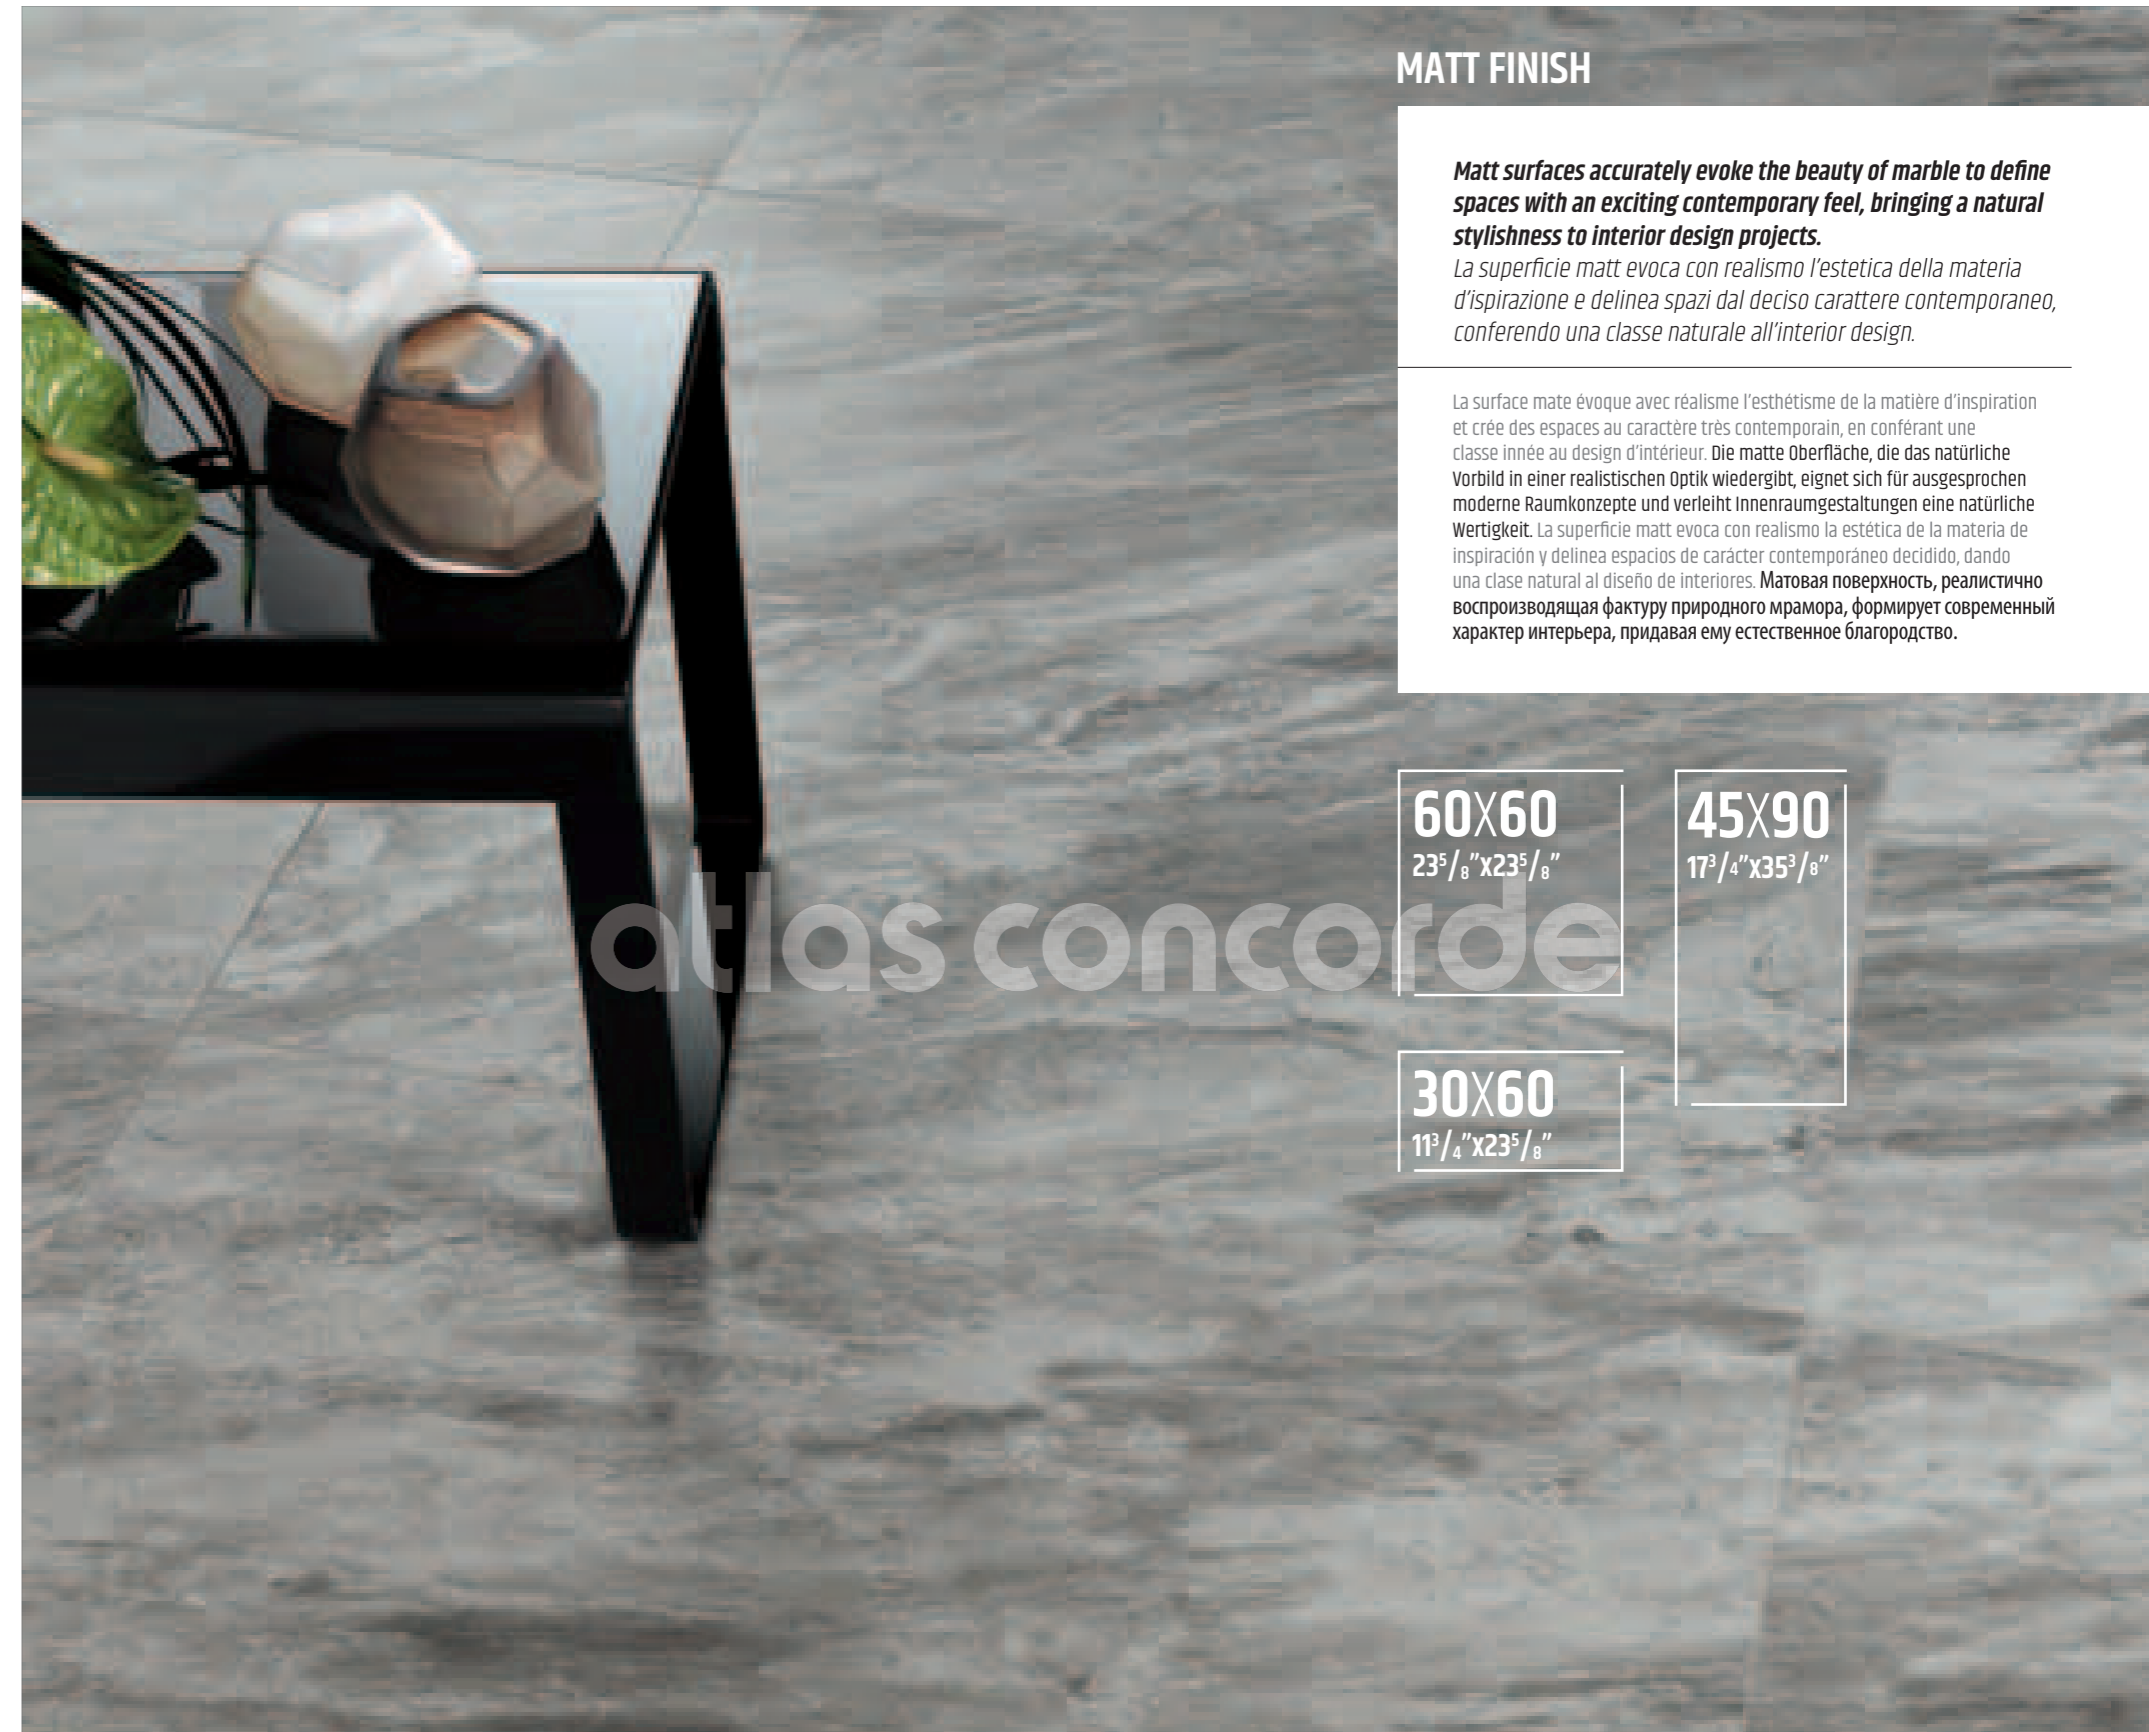 MATT FINISH
Matt surfaces accurately evoke the beauty of marble to define
spaces with an exciting contemporary feel, bringing a natural
stylishness to interior design projects.
La superficie matt evoca con realismo l’estetica della materia
d’ispirazione e delinea spazi dal deciso carattere contemporaneo,
conferendo una classe naturale all’interior design.
La surface mate évoque avec réalisme l’esthétisme de la matière d’inspiration
et crée des espaces au caractère très contemporain, en conférant une
classe innée au design d’intérieur. Die matte Oberfläche, die das natürliche
Vorbild in einer realistischen Optik wiedergibt, eignet sich für ausgesprochen
moderne Raumkonzepte und verleiht Innenraumgestaltungen eine natürliche
Wertigkeit. La superficie matt evoca con realismo la estética de la materia de
inspiración y delinea espacios de carácter contemporáneo decidido, dando
una clase natural al diseño de interiores. Матовая поверхность, реалистично
воспроизводящая фактуру природного мрамора, формирует современный
характер интерьера, придавая ему естественное благородство.
60X60
23⁵/₈”x23⁵/₈”
45X90
17³/₄”x35³/₈”
atlas concorde
30X60
11³/₄”x23⁵/₈”